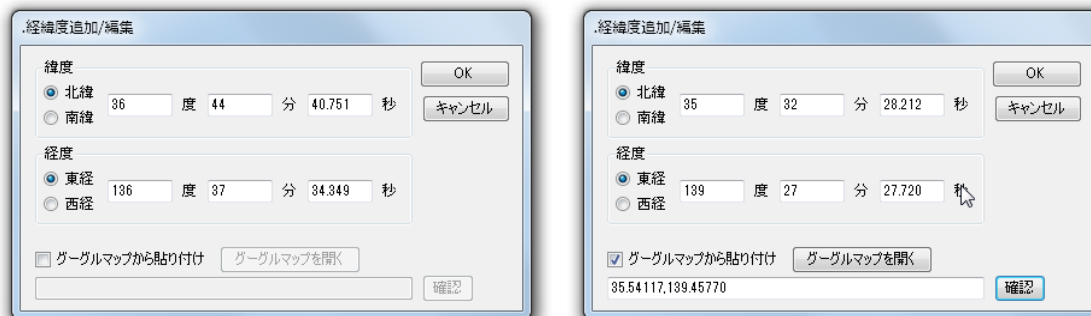 .経緯度追加/編集
緯度
北緯 36 度 44 分 40.751 秒
南緯
OK
キャンセル
経度
東経 136 度 37 分 34.349 秒
西経
グーグルマップから貼り付け グーグルマップを開く
確認
.経緯度追加/編集
緯度
北緯 35 度 32 分 28.212 秒
南緯
OK
キャンセル
経度
東経 139 度 27 分 27.720 秒
西経
グーグルマップから貼り付け グーグルマップを開く
35.54117,139.45770 確認